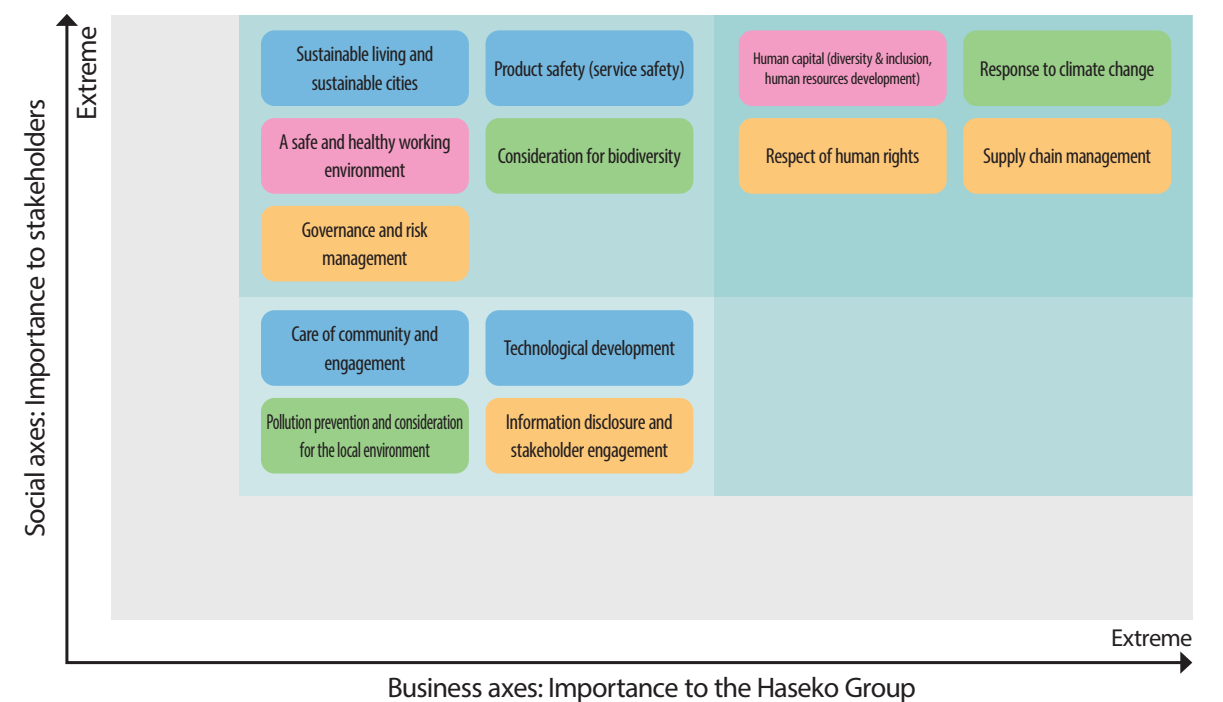 Social axes: Importance to stakeholders
Extreme
Sustainable living and
sustainable cities
Product safety (service safety)
Human capital (diversity & inclusion,
human resources development)
Response to climate change
A safe and healthy working
environment
Consideration for biodiversity
Respect of human rights
Supply chain management
Governance and risk
management
Care of community and
engagement
Technological development
Pollution prevention and consideration
for the local environment
Information disclosure and
stakeholder engagement
Extreme
Business axes: Importance to the Haseko Group